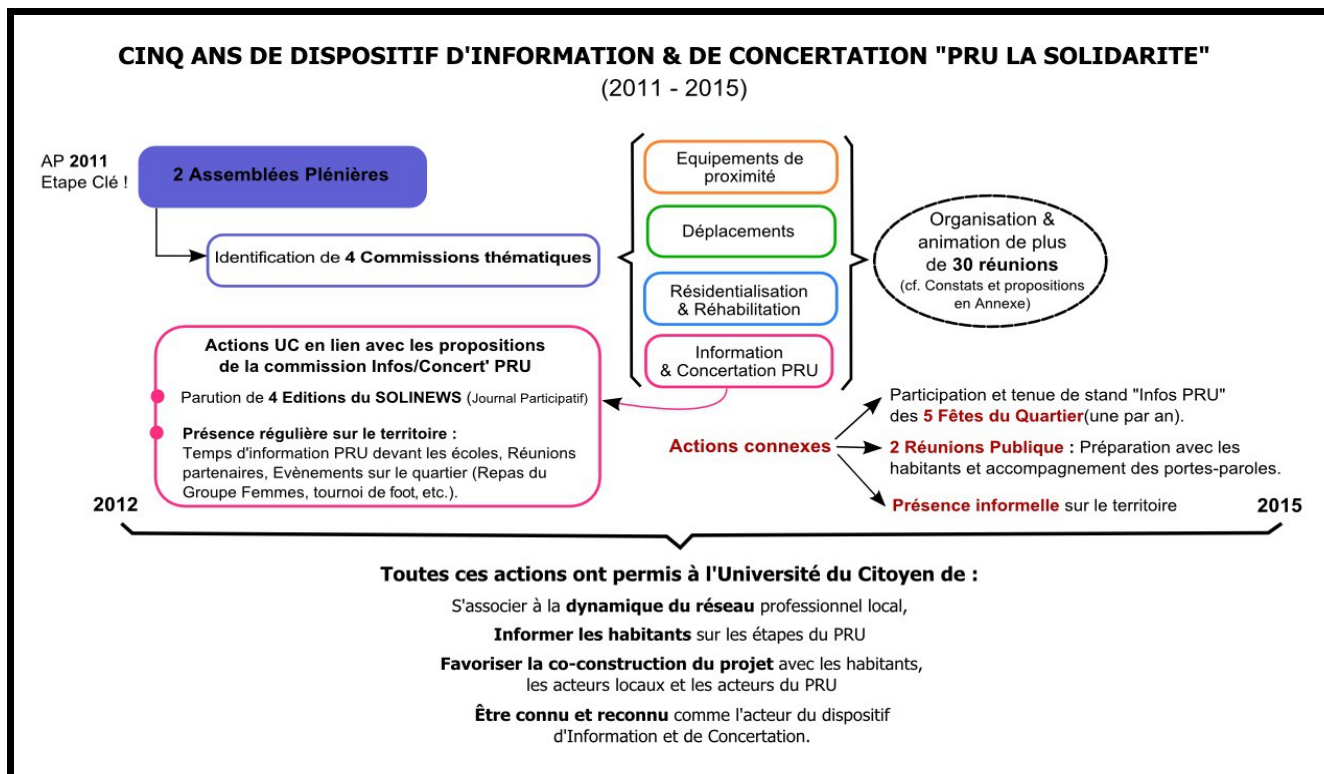 CINQ ANS DE DISPOSITIF D'INFORMATION & DE CONCERTATION "PRU LA SOLIDARITE"
(2011 - 2015)
AP 2011
Etape Clé !
2 Assemblées Plénières
Identification de 4 Commissions thématiques
Equipements de
proximité
Déplacements
Résidentialisation
& Réhabilitation
Information
& Concertation PRU
Organisation &
animation de plus
de 30 réunions
(cf. Constats et propositions
en Annexe)
Actions UC en lien avec les propositions
de la commission Infos/Concert' PRU
Parution de 4 Editions du SOLINEWS (Journal Participatif)
Présence régulière sur le territoire :
Temps d'information PRU devant les écoles, Réunions
partenaires, Evènements sur le quartier (Repas du
Groupe Femmes, tournoi de foot, etc.).
Actions connexes
Participation et tenue de stand "Infos PRU"
des 5 Fêtes du Quartier(une par an).
2 Réunions Publique : Préparation avec les
habitants et accompagnement des portes-paroles.
Présence informelle sur le territoire
2012
2015
Toutes ces actions ont permis à l'Université du Citoyen de :
S'associer à la dynamique du réseau professionnel local,
Informer les habitants sur les étapes du PRU
Favoriser la co-construction du projet avec les habitants,
les acteurs locaux et les acteurs du PRU
Être connu et reconnu comme l'acteur du dispositif
d'Information et de Concertation.